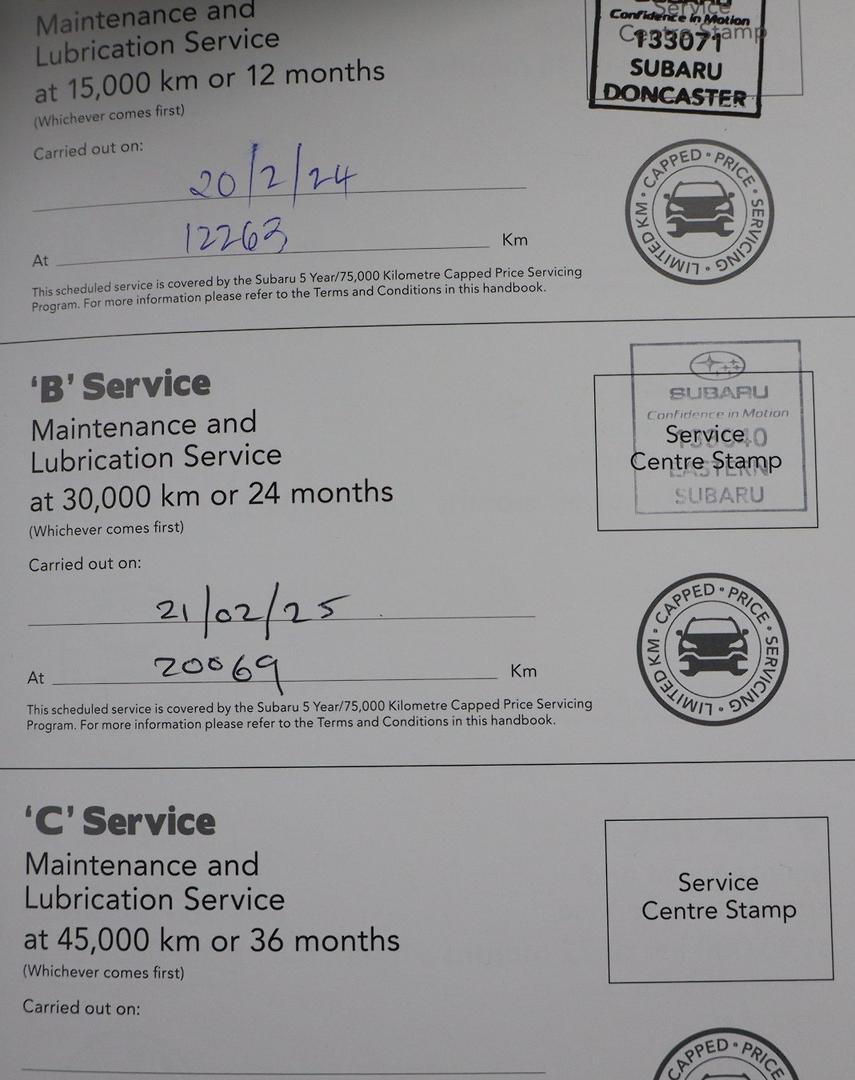 Maintenance and
Lubrication Service
at 15,000 km or 12 months
(Whichever comes first)
Service
Centre Stamp
Confidence in Motion
133071
SUBARU
DONCASTER
Carried out on:
20/2/24
At 12263 Km
This scheduled service is covered by the Subaru 5 Year/75,000 Kilometre Capped Price Servicing
Program. For more information please refer to the Terms and Conditions in this handbook.
CAPPED • PRICE • SERVICING • LIMITED KM •
'B' Service
Maintenance and
Lubrication Service
at 30,000 km or 24 months
(Whichever comes first)
SUBARU
Confidence in Motion
Service
Centre Stamp
EASTERN
SUBARU
Carried out on:
21/02/25
At 20069 Km
This scheduled service is covered by the Subaru 5 Year/75,000 Kilometre Capped Price Servicing
Program. For more information please refer to the Terms and Conditions in this handbook.
CAPPED • PRICE • SERVICING • LIMITED KM •
'C' Service
Maintenance and
Lubrication Service
at 45,000 km or 36 months
(Whichever comes first)
Service
Centre Stamp
Carried out on:
CAPPED • PRICE